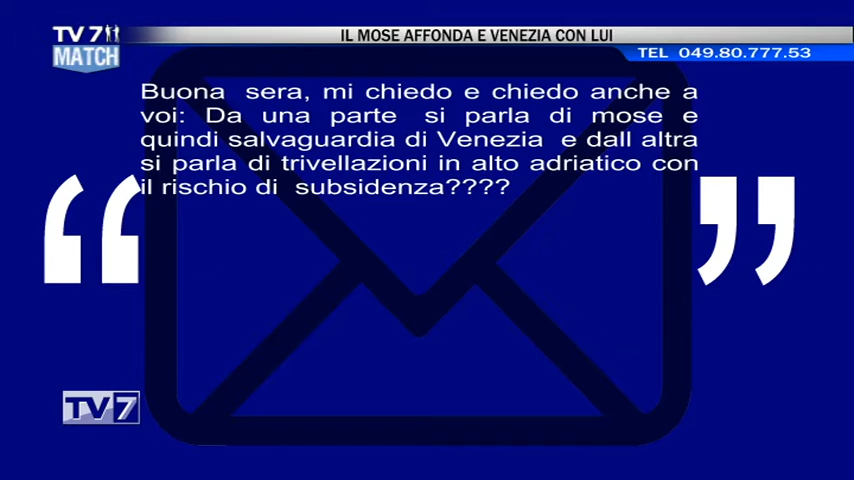 TV 7
MATCH
IL MOSE AFFONDA E VENEZIA CON LUI
TEL 049.80.777.53
Buona sera, mi chiedo e chiedo anche a
voi: Da una parte si parla di mose e
quindi salvaguardia di Venezia e dall altra
si parla di trivellazioni in alto adriatico con
il rischio di subsidenza????
“ ”
TV7